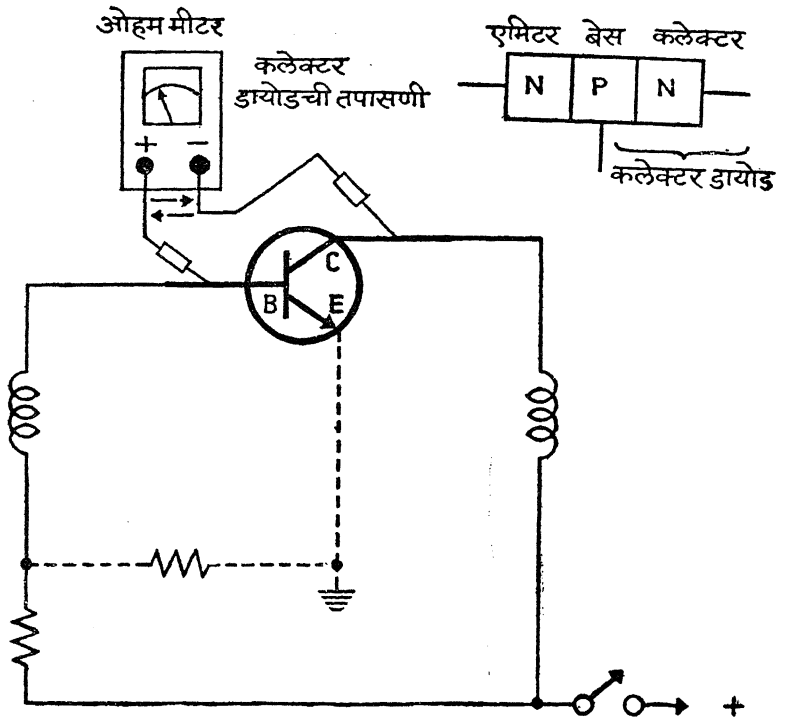 ओहम मीटर
कलेक्टर
डायोडची तपासणी
+ −
एमिटर बेस कलेक्टर
N P N
कलेक्टर डायोड
C
B E
+